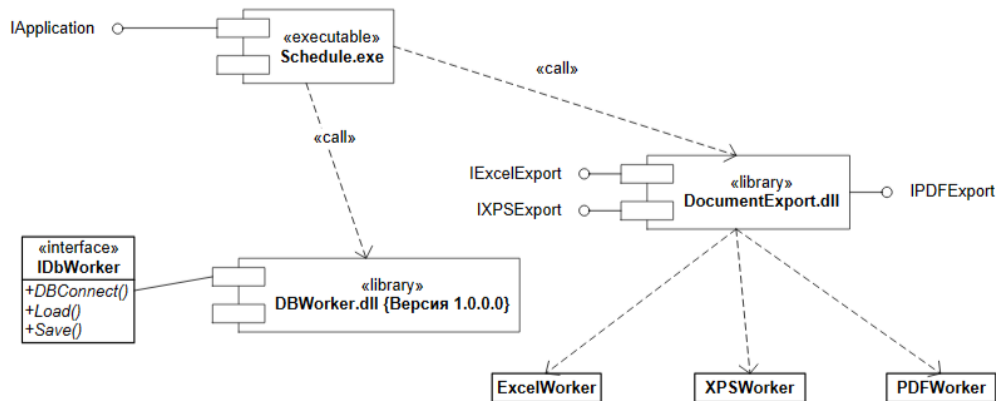 IApplication
«executable»
Schedule.exe
«call»
«call»
IExcelExport
IXPSExport
«library»
DocumentExport.dll
IPDFExport
«interface»
IDbWorker
+DBConnect()
+Load()
+Save()
«library»
DBWorker.dll {Версия 1.0.0.0}
ExcelWorker
XPSWorker
PDFWorker